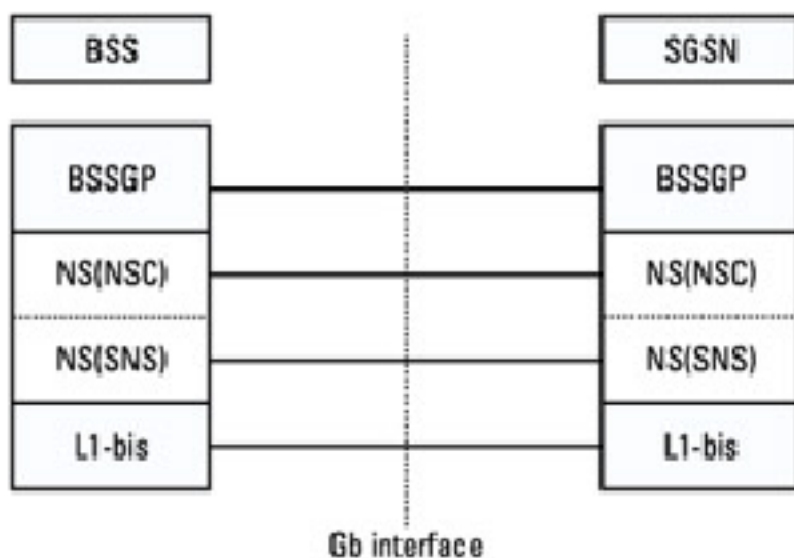 BSS SGSN
BSSGP BSSGP
NS(NSC) NS(NSC)
NS(SNS) NS(SNS)
L1-bis L1-bis
Gb interface